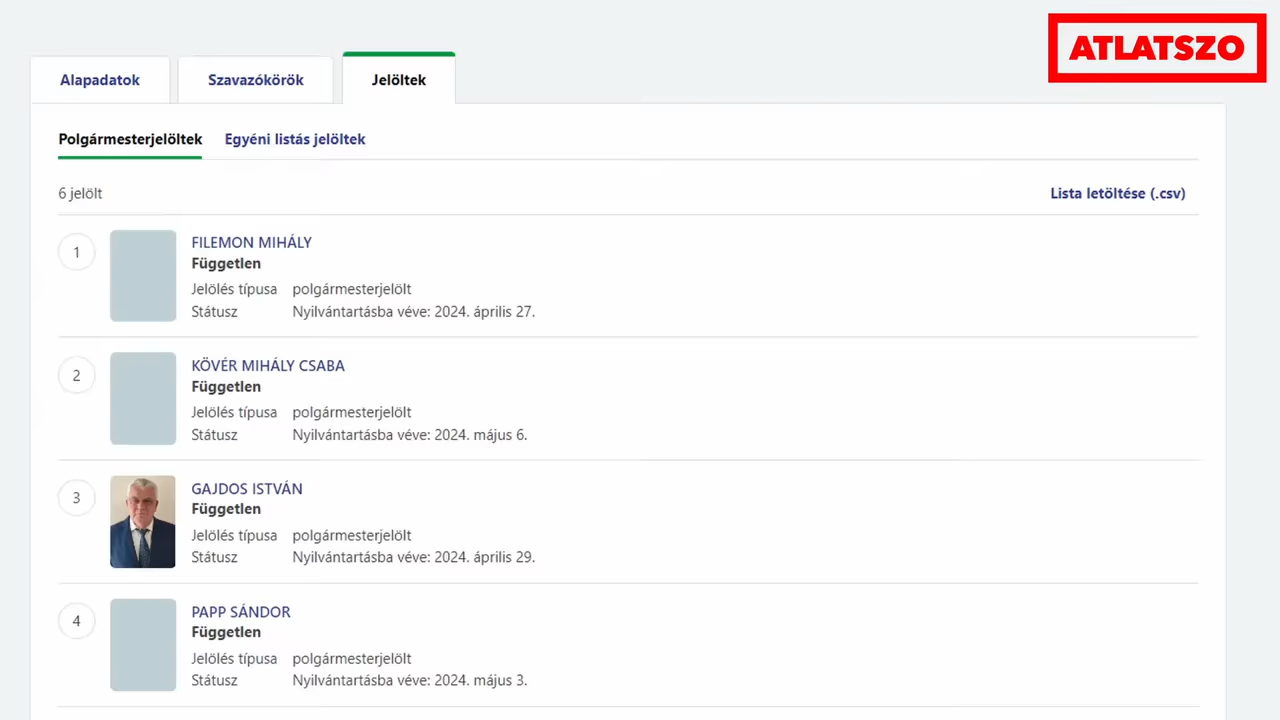 ATLATSZO
Alapadatok
Szavazókörök
Jelöltek
Polgármesterjelöltek
Egyéni listás jelöltek
6 jelölt
Lista letöltése (.csv)
1
FILEMON MIHÁLY
Független
Jelölés típusa polgármesterjelölt
Státusz Nyilvántartásba véve: 2024. április 27.
2
KÖVÉR MIHÁLY CSABA
Független
Jelölés típusa polgármesterjelölt
Státusz Nyilvántartásba véve: 2024. május 6.
3
GAJDOS ISTVÁN
Független
Jelölés típusa polgármesterjelölt
Státusz Nyilvántartásba véve: 2024. április 29.
4
PAPP SÁNDOR
Független
Jelölés típusa polgármesterjelölt
Státusz Nyilvántartásba véve: 2024. május 3.